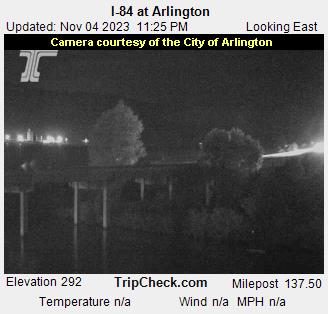 I-84 at Arlington
Updated: Nov 04 2023 11:25 PM Looking East
Camera courtesy of the City of Arlington
Elevation 292 TripCheck.com Milepost 137.50
Temperature n/a Wind n/a MPH n/a